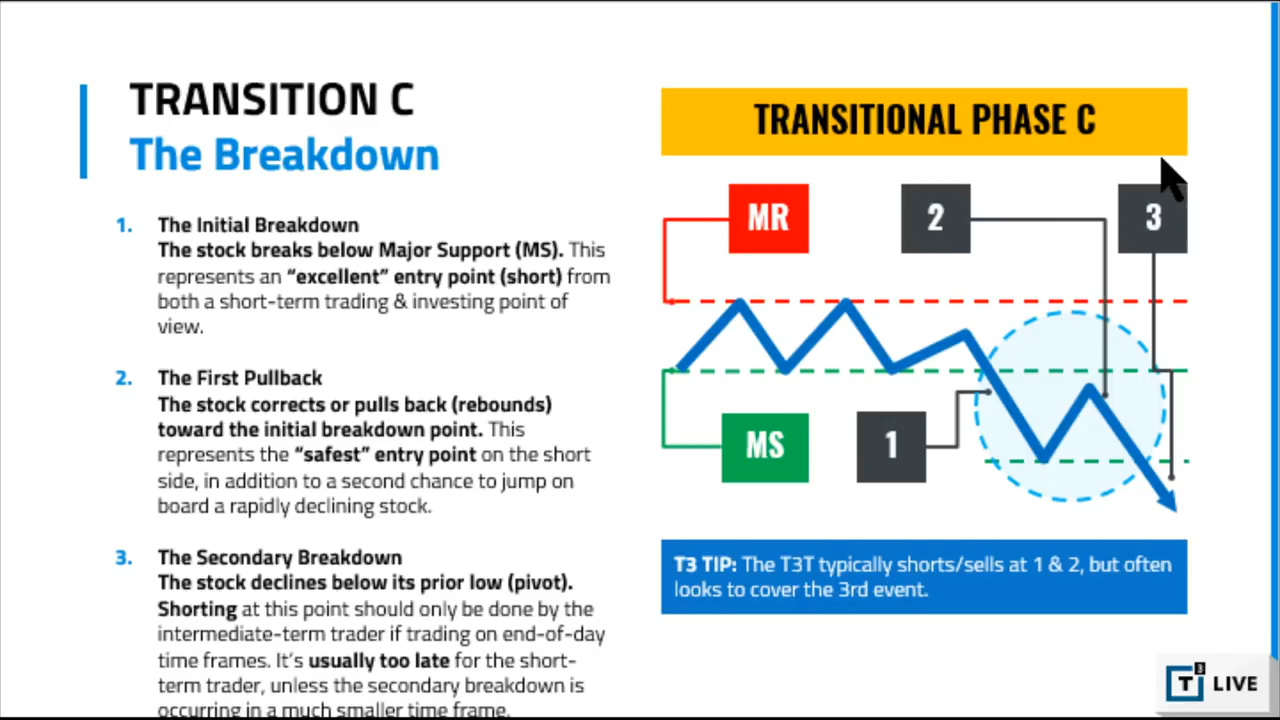 TRANSITION C
The Breakdown
1. The Initial Breakdown
The stock breaks below Major Support (MS). This
represents an “excellent” entry point (short) from
both a short-term trading & investing point of
view.
2. The First Pullback
The stock corrects or pulls back (rebounds)
toward the initial breakdown point. This
represents the “safest” entry point on the short
side, in addition to a second chance to jump on
board a rapidly declining stock.
3. The Secondary Breakdown
The stock declines below its prior low (pivot).
Shorting at this point should only be done by the
intermediate-term trader if trading on end-of-day
time frames. It’s usually too late for the short-
term trader, unless the secondary breakdown is
occurring in a much smaller time frame.
TRANSITIONAL PHASE C
MR
2
3
MS
1
T3 TIP: The T3T typically shorts/sells at 1 & 2, but often
looks to cover the 3rd event.
T3 LIVE